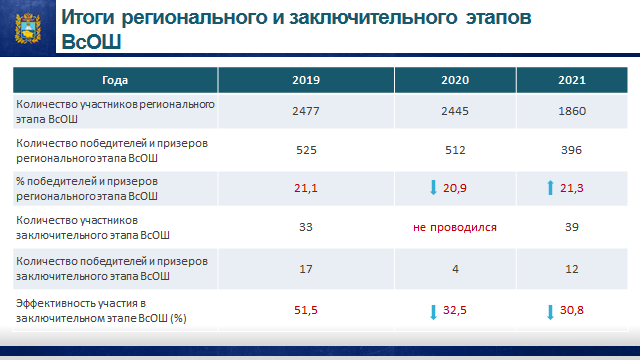 Итоги регионального и заключительного этапов
ВсОШ
Года 2019 2020 2021
Количество участников регионального
этапа ВсОШ 2477 2445 1860
Количество победителей и призеров
регионального этапа ВсОШ 525 512 396
% победителей и призеров
регионального этапа ВсОШ 21,1 20,9 21,3
Количество участников
заключительного этапа ВсОШ 33 не проводился 39
Количество победителей и призеров
заключительного этапа ВсОШ 17 4 12
Эффективность участия в
заключительном этапе ВсОШ (%) 51,5 32,5 30,8